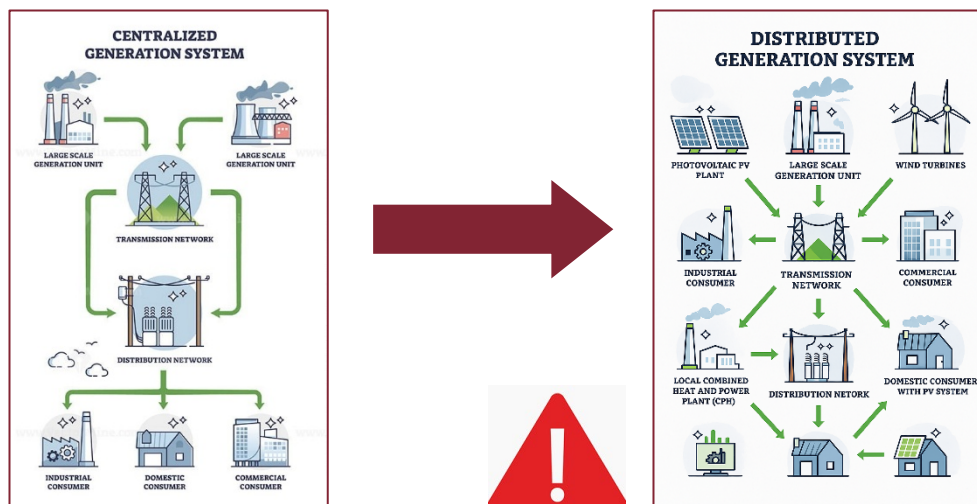 CENTRALIZED
GENERATION SYSTEM
LARGE SCALE
GENERATION UNIT
LARGE SCALE
GENERATION UNIT
TRANSMISSION NETWORK
DISTRIBUTION NETWORK
INDUSTRIAL
CONSUMER
DOMESTIC
CONSUMER
COMMERCIAL
CONSUMER
DISTRIBUTED
GENERATION SYSTEM
PHOTOVOLTAIC PV
PLANT
LARGE SCALE
GENERATION UNIT
WIND TURBINES
INDUSTRIAL
CONSUMER
TRANSMISSION
NETWORK
COMMERCIAL
CONSUMER
LOCAL COMBINED
HEAT AND POWER
PLANT (CPH)
DISTRIBUTION NETORK
DOMESTIC CONSUMER
WITH PV SYSTEM